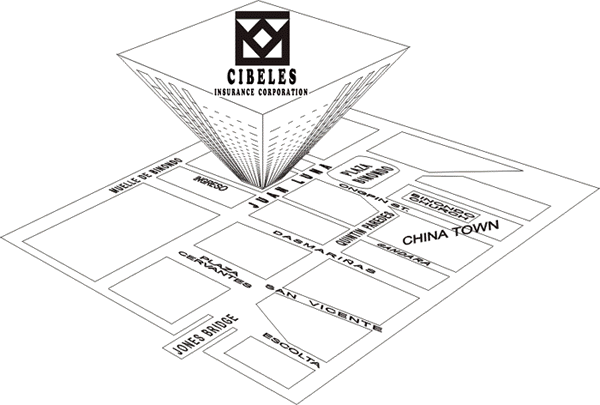 CIBELES
INSURANCE CORPORATION
MUELLE DE BINONDO
INGRESO
JUAN LUNA
PLAZA
BINONDO
ONGPIN ST.
BINONDO
CHURCH
QUINTIN PAREDES
CHINA TOWN
GANDARA
DASMARIÑAS
PLAZA
CERVANTES
SAN VICENTE
JONES BRIDGE
ESCOLTA